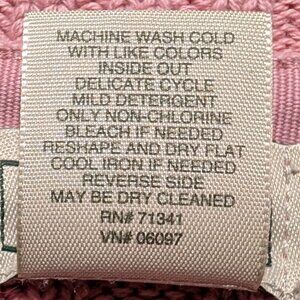 MACHINE WASH COLD
WITH LIKE COLORS
INSIDE OUT
DELICATE CYCLE
MILD DETERGENT
ONLY NON-CHLORINE
BLEACH IF NEEDED
RESHAPE AND DRY FLAT
COOL IRON IF NEEDED
REVERSE SIDE
MAY BE DRY CLEANED
RN# 71341
VN# 06097